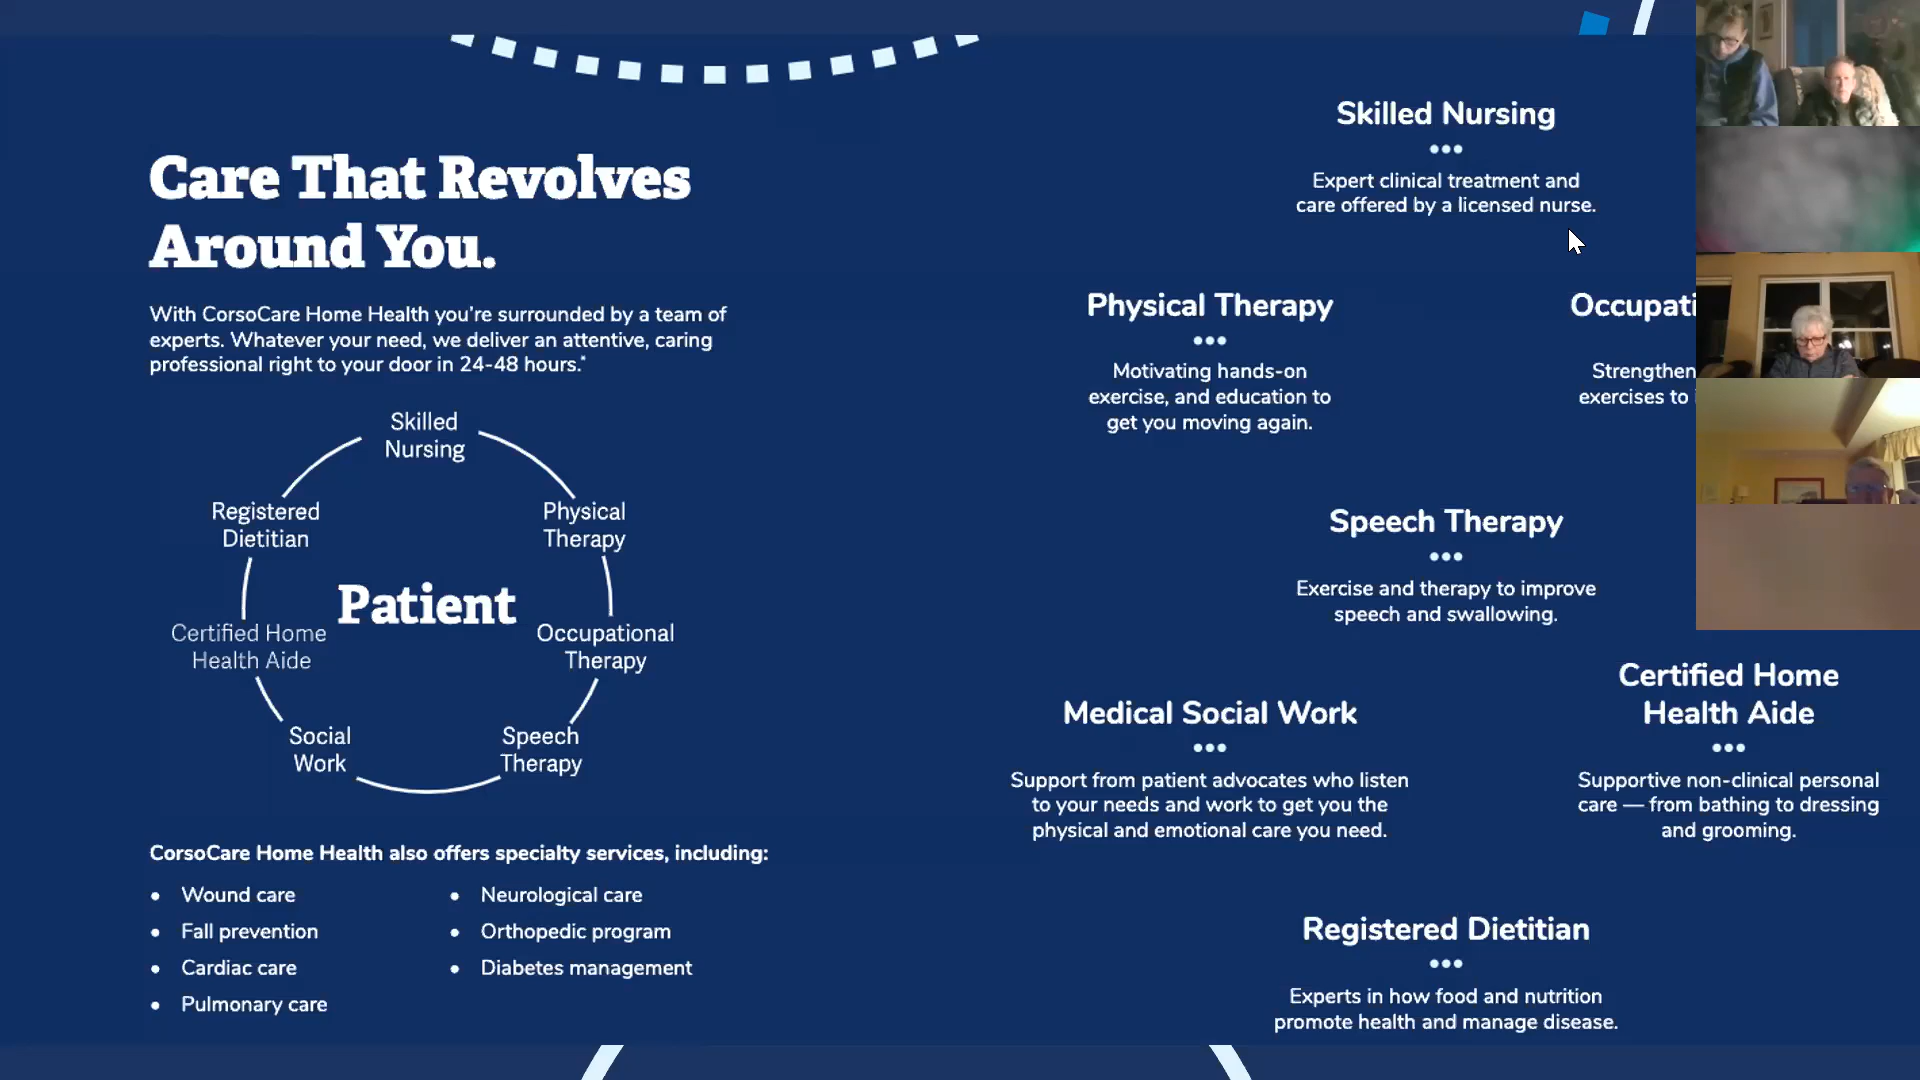 Care That Revolves
Around You.
With CorsoCare Home Health you're surrounded by a team of
experts. Whatever your need, we deliver an attentive, caring
professional right to your door in 24-48 hours.*
Skilled
Nursing
Registered
Dietitian
Physical
Therapy
Patient
Certified Home
Health Aide
Occupational
Therapy
Social
Work
Speech
Therapy
CorsoCare Home Health also offers specialty services, including:
• Wound care
• Fall prevention
• Cardiac care
• Pulmonary care
• Neurological care
• Orthopedic program
• Diabetes management
Skilled Nursing
Expert clinical treatment and
care offered by a licensed nurse.
Physical Therapy
Motivating hands-on
exercise, and education to
get you moving again.
Occupati
Strengthen
exercises to
Speech Therapy
Exercise and therapy to improve
speech and swallowing.
Medical Social Work
Support from patient advocates who listen
to your needs and work to get you the
physical and emotional care you need.
Certified Home
Health Aide
Supportive non-clinical personal
care — from bathing to dressing
and grooming.
Registered Dietitian
Experts in how food and nutrition
promote health and manage disease.